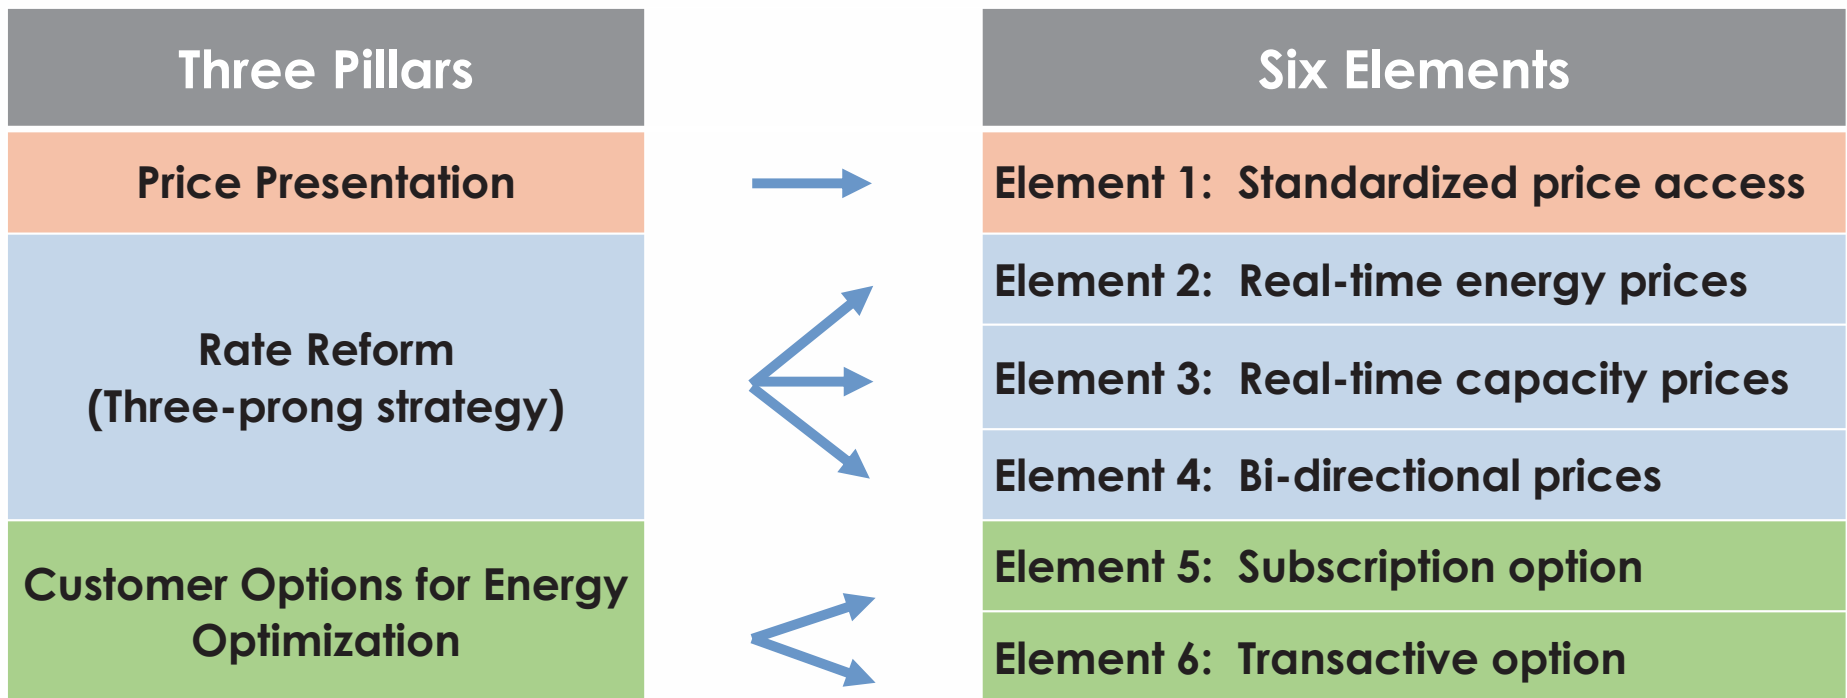 Three Pillars
Six Elements
Price Presentation
Element 1: Standardized price access
Rate Reform
(Three-prong strategy)
Element 2: Real-time energy prices
Element 3: Real-time capacity prices
Element 4: Bi-directional prices
Customer Options for Energy
Optimization
Element 5: Subscription option
Element 6: Transactive option